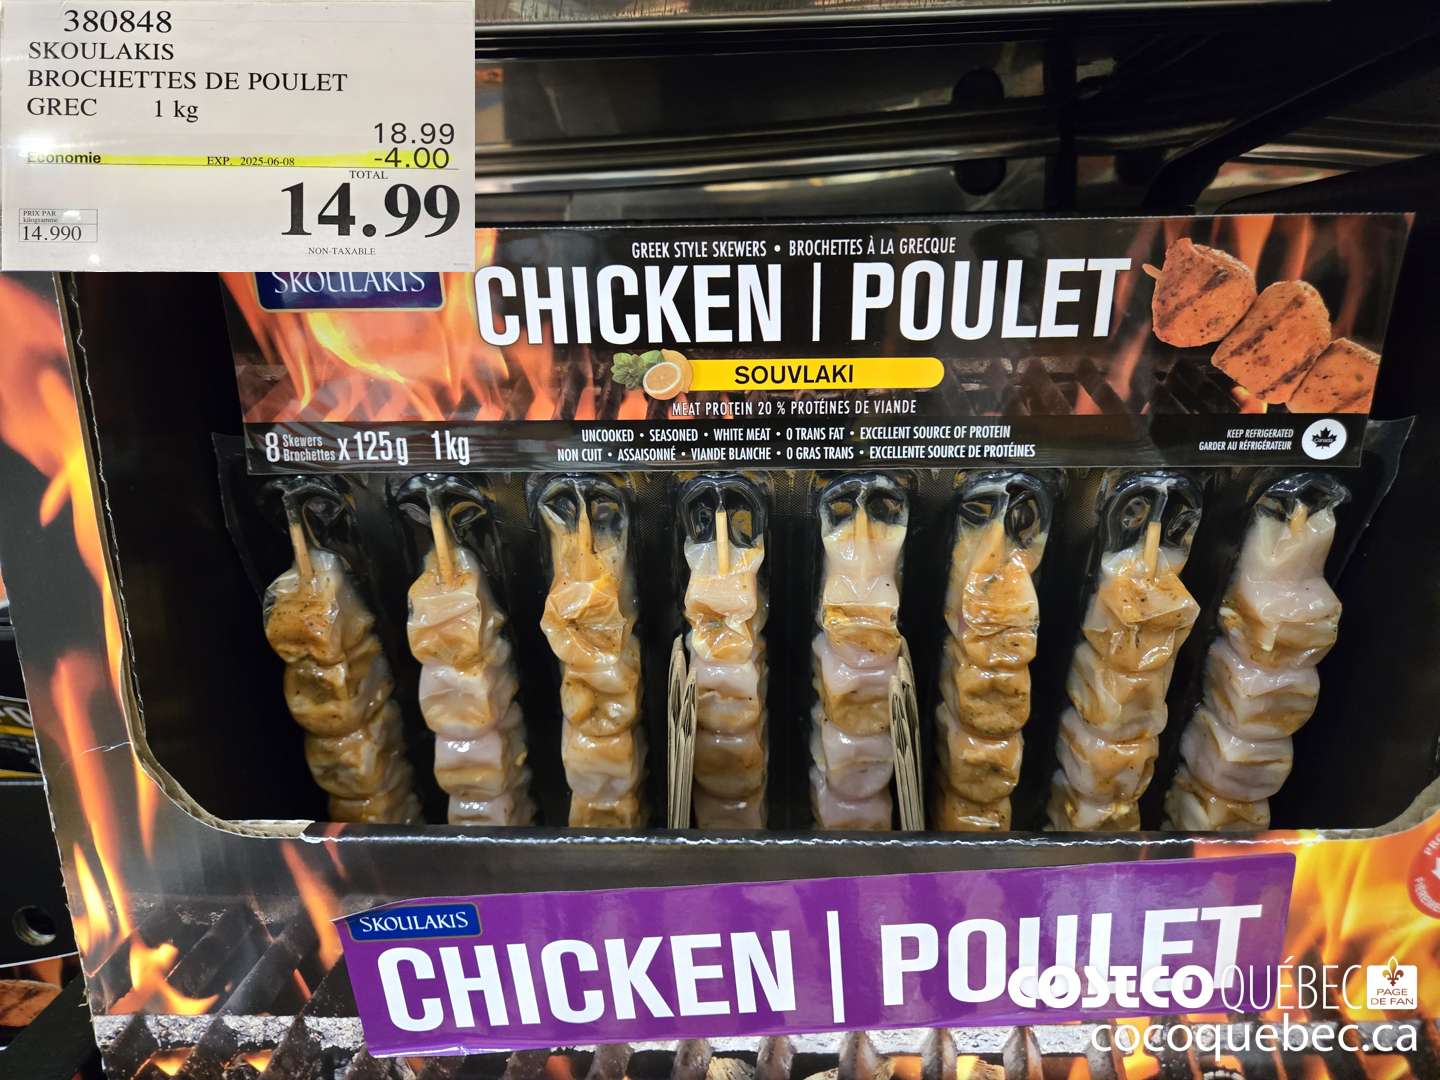 380848
SKOULAKIS
BROCHETTES DE POULET
GREC 1 kg
18.99
Economie EXP. 2025-06-08 -4.00
TOTAL
14.99
PRIX PAR
kilogramme
14.990
NON-TAXABLE
SKOULAKIS
GREEK STYLE SKEWERS • BROCHETTES À LA GRECQUE
CHICKEN | POULET
SOUVLAKI
MEAT PROTEIN 20 % PROTÉINES DE VIANDE
8 Skewers Brochettes x 125g 1kg
UNCOOKED • SEASONED • WHITE MEAT • 0 TRANS FAT • EXCELLENT SOURCE OF PROTEIN
NON CUIT • ASSAISONNÉ • VIANDE BLANCHE • 0 GRAS TRANS • EXCELLENTE SOURCE DE PROTÉINES
KEEP REFRIGERATED
GARDER AU RÉFRIGÉRATEUR
Canada
SKOULAKIS
CHICKEN | POULET
COSTCO QUÉBEC
PAGE
DE FAN
cocoquebec.ca